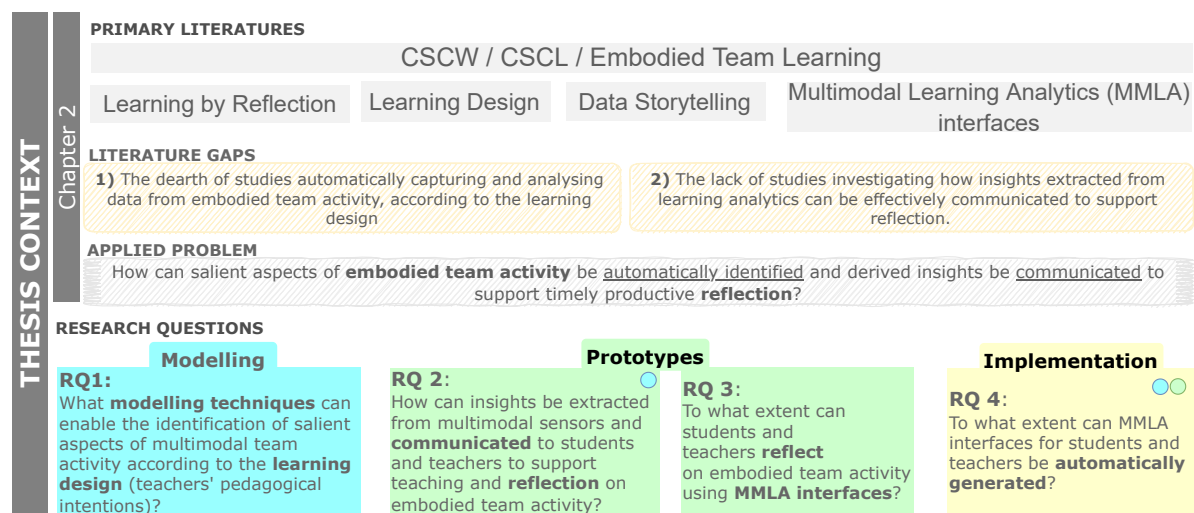 THESIS CONTEXT
Chapter 2
PRIMARY LITERATURES
CSCW / CSCL / Embodied Team Learning
Learning by Reflection
Learning Design
Data Storytelling
Multimodal Learning Analytics (MMLA)
interfaces
LITERATURE GAPS
1) The dearth of studies automatically capturing and analysing
data from embodied team activity, according to the learning
design
2) The lack of studies investigating how insights extracted from
learning analytics can be effectively communicated to support
reflection.
APPLIED PROBLEM
How can salient aspects of embodied team activity be automatically identified and derived insights be communicated to
support timely productive reflection?
RESEARCH QUESTIONS
Modelling
RQ1:
What modelling techniques can
enable the identification of salient
aspects of multimodal team
activity according to the learning
design (teachers' pedagogical
intentions)?
Prototypes
RQ 2:
How can insights be extracted
from multimodal sensors and
communicated to students
and teachers to support
teaching and reflection on
embodied team activity?
RQ 3:
To what extent can
students and
teachers reflect
on embodied team activity
using MMLA interfaces?
Implementation
RQ 4:
To what extent can MMLA
interfaces for students and
teachers be automatically
generated?